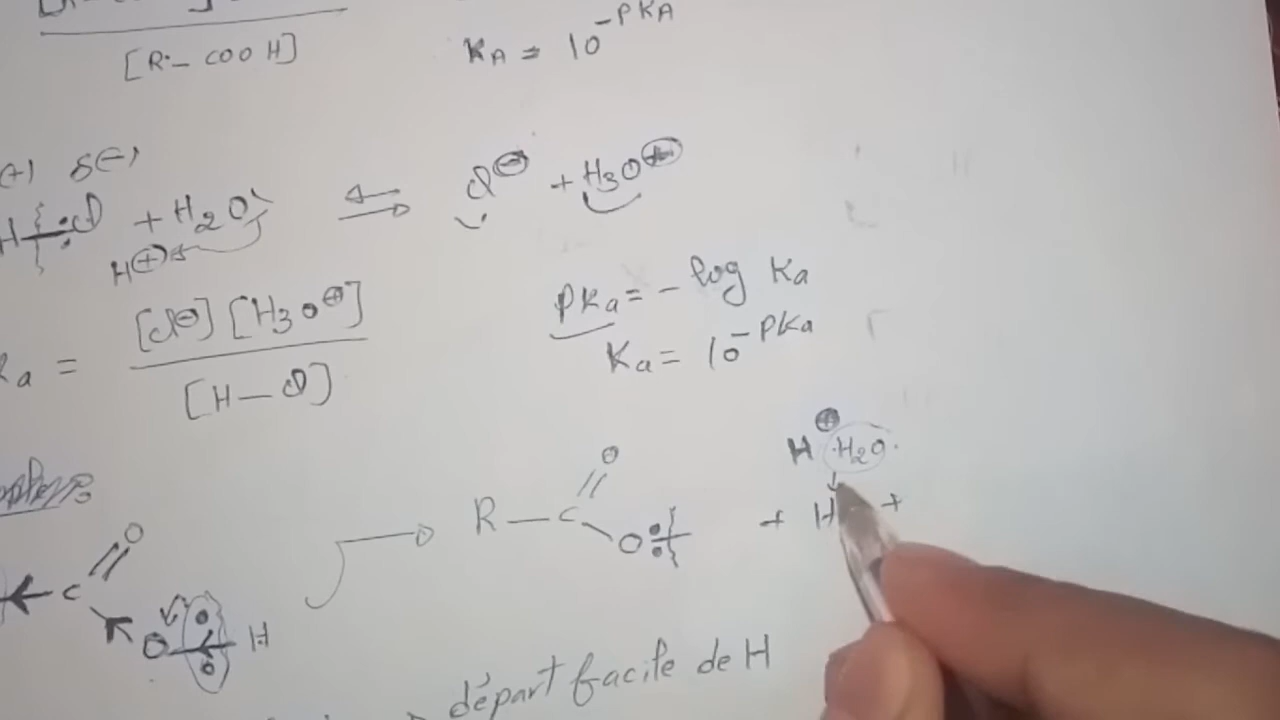 [R – COOH]
KA = 10^-PKA
(+) δ(–)
H – Cl + H2O ⇌ Cl⊖ + H3O⊕
H⊕
Ka = [Cl⊖][H3O⊕] / [H – Cl]
PKa = – log Ka
Ka = 10^-PKa
H⊕ H2O
R – C O + H +
O
C O
O H
départ facile de H